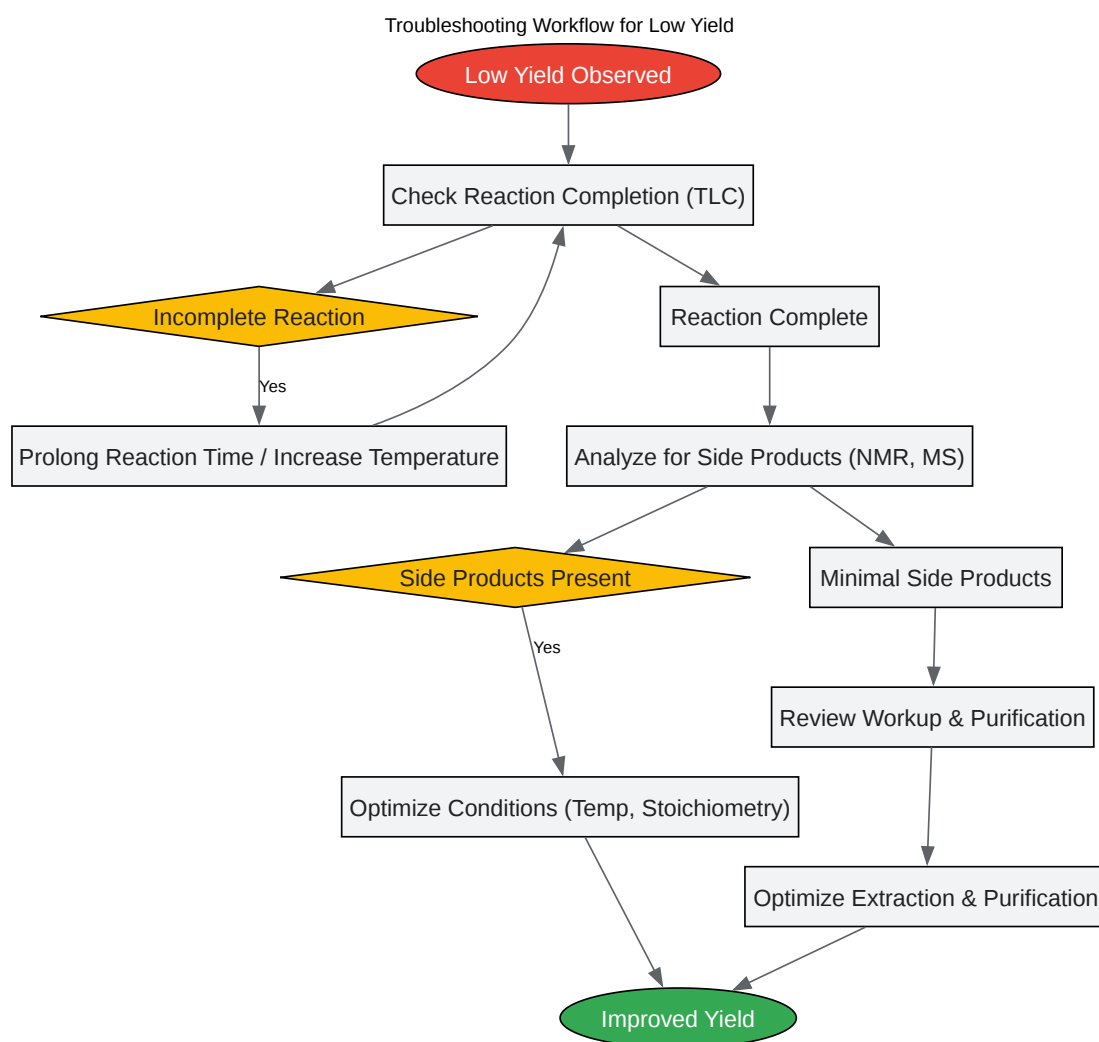 Troubleshooting Workflow for Low Yield
Low Yield Observed
Check Reaction Completion (TLC)
Incomplete Reaction
Reaction Complete
Yes
Prolong Reaction Time / Increase Temperature
Analyze for Side Products (NMR, MS)
Side Products Present
Minimal Side Products
Yes
Review Workup & Purification
Optimize Conditions (Temp, Stoichiometry)
Optimize Extraction & Purification
Improved Yield